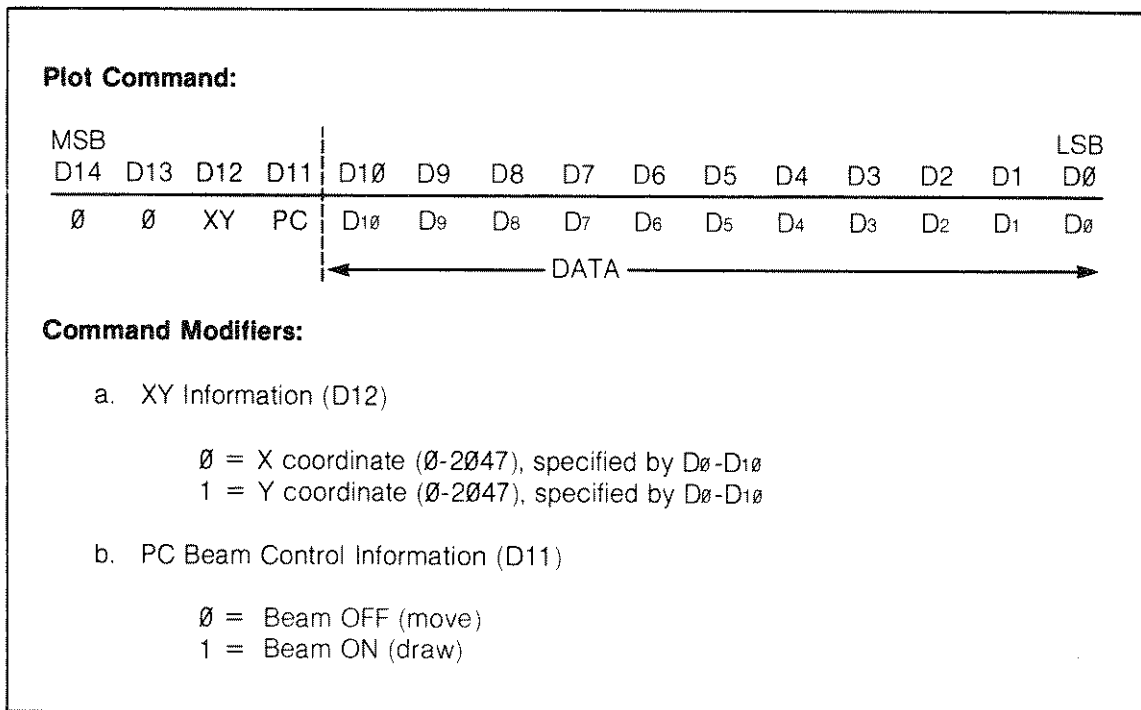 Plot Command:
MSB LSB
D14 D13 D12 D11 D1Ø D9 D8 D7 D6 D5 D4 D3 D2 D1 DØ
Ø Ø XY PC D1Ø D9 D8 D7 D6 D5 D4 D3 D2 D1 DØ
DATA
Command Modifiers:
a. XY Information (D12)
Ø = X coordinate (Ø-2Ø47), specified by DØ-D1Ø
1 = Y coordinate (Ø-2Ø47), specified by DØ-D1Ø
b. PC Beam Control Information (D11)
Ø = Beam OFF (move)
1 = Beam ON (draw)